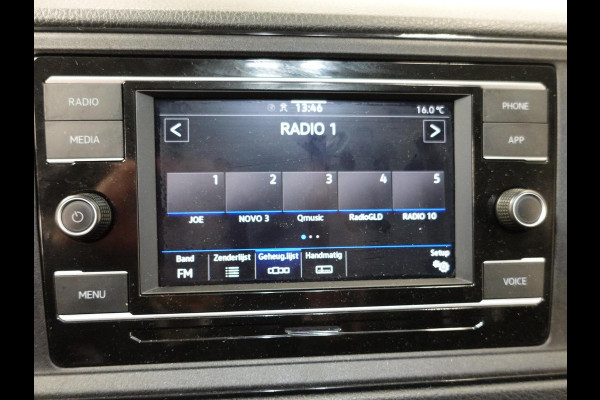 RADIO
MEDIA
MENU
PHONE
APP
VOICE
13:46
16.0 °C
<
RADIO 1
>
1 2 3 4 5
JOE NOVO 3 Qmusic RadioGLD RADIO 10
Band Zenderlijst Geheug.lijst Handmatig Setup
FM